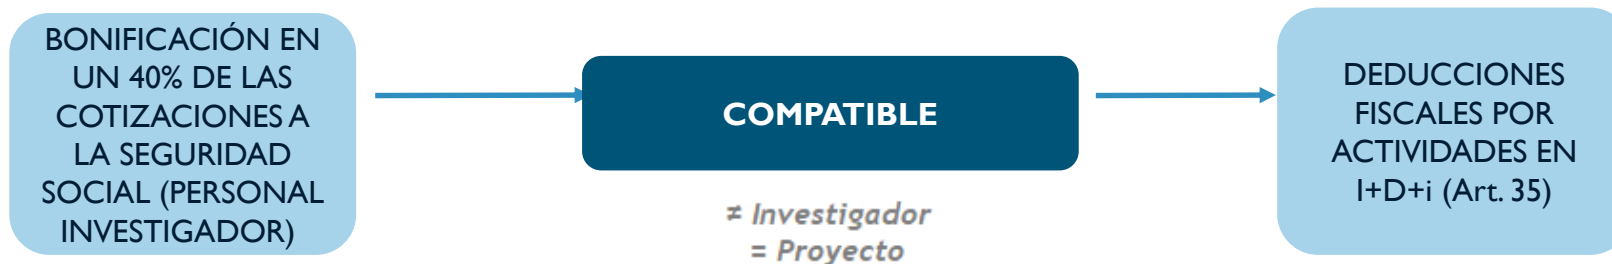 BONIFICACIÓN EN
UN 40% DE LAS
COTIZACIONES A
LA SEGURIDAD
SOCIAL (PERSONAL
INVESTIGADOR)
COMPATIBLE
≠ Investigador
= Proyecto
DEDUCCIONES
FISCALES POR
ACTIVIDADES EN
I+D+i (Art. 35)